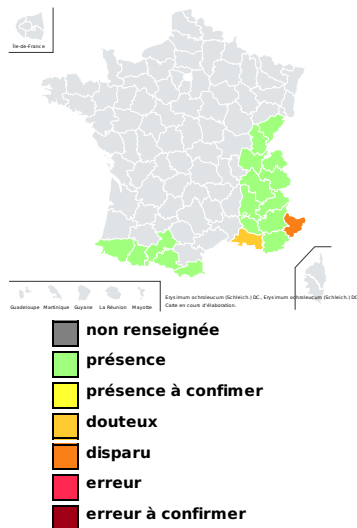 Île-de-France
Guadeloupe Martinique Guyane La Réunion Mayotte
Erysimum ochroleucum (Schleich.) DC., Erysimum ochroleucum (Schleich.) DC
Carte en cours d'élaboration.
non renseignée
présence
présence à confimer
douteux
disparu
erreur
erreur à confirmer